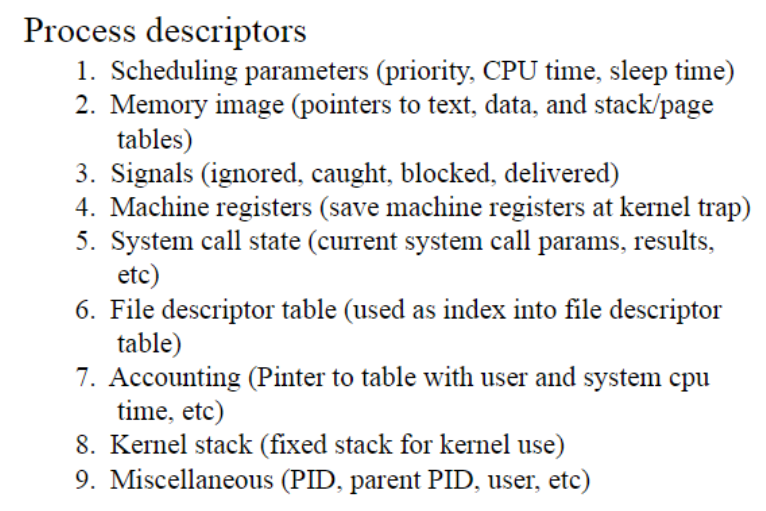 Process descriptors
1. Scheduling parameters (priority, CPU time, sleep time)
2. Memory image (pointers to text, data, and stack/page
tables)
3. Signals (ignored, caught, blocked, delivered)
4. Machine registers (save machine registers at kernel trap)
5. System call state (current system call params, results,
etc)
6. File descriptor table (used as index into file descriptor
table)
7. Accounting (Pinter to table with user and system cpu
time, etc)
8. Kernel stack (fixed stack for kernel use)
9. Miscellaneous (PID, parent PID, user, etc)